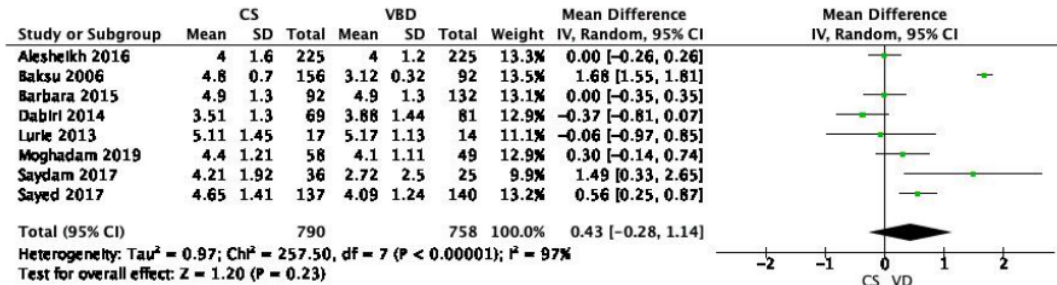 CS VBD Mean Difference Mean Difference
Study or Subgroup Mean SD Total Mean SD Total Weight IV, Random, 95% CI IV, Random, 95% CI
Alesheikh 2016 4 1.6 225 4 1.2 225 13.3% 0.00 [-0.26, 0.26]
Baksu 2006 4.8 0.7 156 3.12 0.32 92 13.4% 1.68 [1.55, 1.81]
Barbara 2015 4.9 1.3 92 4.9 1.3 132 13.1% 0.00 [-0.35, 0.35]
Dabiri 2014 3.51 1.3 69 3.88 1.44 81 12.9% -0.37 [-0.81, 0.07]
Lurie 2013 5.11 1.45 17 5.17 1.13 14 11.1% -0.06 [-0.97, 0.85]
Moghadam 2019 4.4 1.21 58 4.1 1.11 49 12.9% 0.30 [-0.14, 0.74]
Saydam 2017 4.21 1.92 36 2.72 2.5 25 9.9% 1.49 [0.33, 2.65]
Sayed 2017 4.65 1.41 137 4.09 1.24 140 13.2% 0.56 [0.25, 0.87]
Total (95% CI) 790 758 100.0% 0.43 [-0.28, 1.14]
Heterogeneity: Tau² = 0.97; Chi² = 257.50, df = 7 (P < 0.00001); I² = 97%
Test for overall effect: Z = 1.20 (P = 0.23)
-2 -1 0 1 2
CS VD